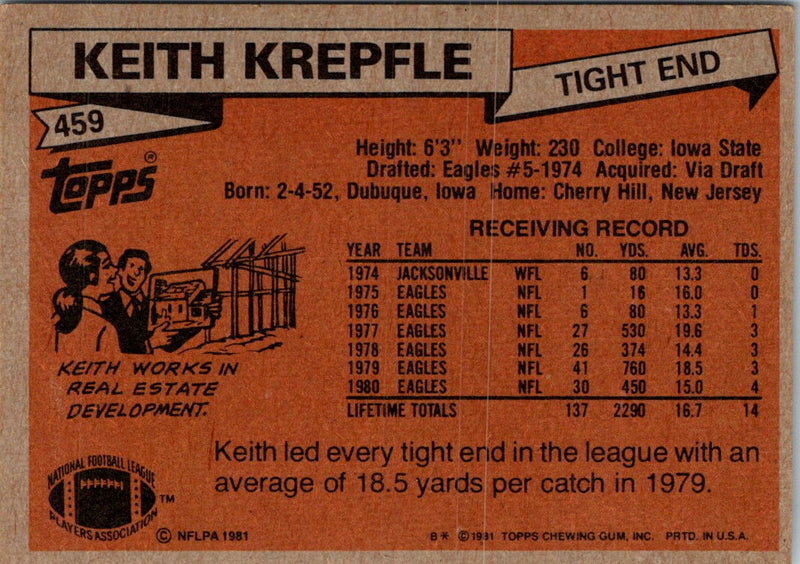 KEITH KREPFLE
TIGHT END
459
TOPPS®
Height: 6'3" Weight: 230 College: Iowa State
Drafted: Eagles #5-1974 Acquired: Via Draft
Born: 2-4-52, Dubuque, Iowa Home: Cherry Hill, New Jersey
RECEIVING RECORD
YEAR TEAM NO. YDS. AVG. TDS.
1974 JACKSONVILLE WFL 6 80 13.3 0
1975 EAGLES NFL 1 16 16.0 0
1976 EAGLES NFL 6 80 13.3 1
1977 EAGLES NFL 27 530 19.6 3
1978 EAGLES NFL 26 374 14.4 3
1979 EAGLES NFL 41 760 18.5 3
1980 EAGLES NFL 30 450 15.0 4
LIFETIME TOTALS 137 2290 16.7 14
KEITH WORKS IN
REAL ESTATE
DEVELOPMENT.
Keith led every tight end in the league with an
average of 18.5 yards per catch in 1979.
NATIONAL FOOTBALL LEAGUE
PLAYERS ASSOCIATION
TM
© NFLPA 1981
B* © 1981 TOPPS CHEWING GUM, INC. PRTD. IN U.S.A.